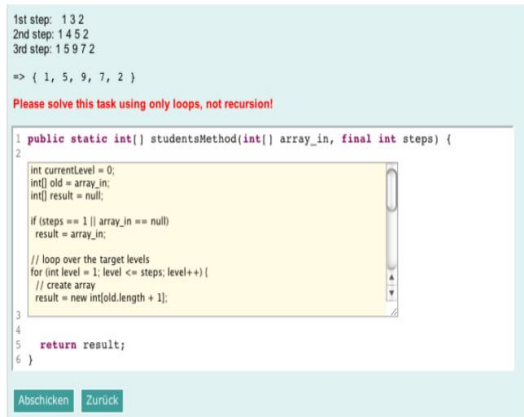 1st step: 1 3 2
2nd step: 1 4 5 2
3rd step: 1 5 9 7 2
=> { 1, 5, 9, 7, 2 }
Please solve this task using only loops, not recursion!
1 public static int[] studentsMethod(int[] array_in, final int steps) {
2
int currentLevel = 0;
int[] old = array_in;
int[] result = null;
if (steps == 1 || array_in == null)
result = array_in;
// loop over the target levels
for (int level = 1; level <= steps; level++) {
// create array
result = new int[old.length + 1];
3
4
5 return result;
6 }
Abschicken Zurück